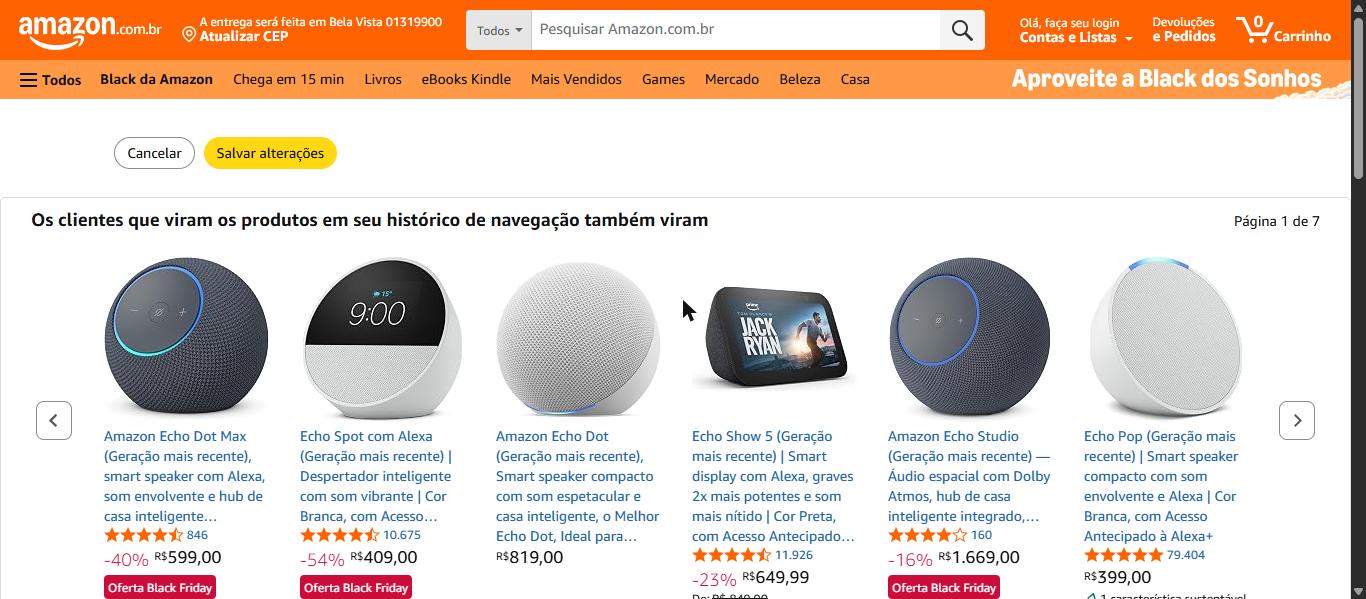 amazon.com.br
A entrega será feita em Bela Vista 01319900
Atualizar CEP
Todos
Pesquisar Amazon.com.br
Olá, faça seu login
Contas e Listas
Devoluções
e Pedidos
0
Carrinho
Todos
Black da Amazon
Chega em 15 min
Livros
eBooks Kindle
Mais Vendidos
Games
Mercado
Beleza
Casa
Aproveite a Black dos Sonhos
Cancelar
Salvar alterações
Os clientes que viram os produtos em seu histórico de navegação também viram
Página 1 de 7
15°
9:00
prime
TOM CLANCY'S
JACK
RYAN
Amazon Echo Dot Max
(Geração mais recente),
smart speaker com Alexa,
som envolvente e hub de
casa inteligente…
846
-40% R$599,00
Oferta Black Friday
Echo Spot com Alexa
(Geração mais recente) |
Despertador inteligente
com som vibrante | Cor
Branca, com Acesso…
10.675
-54% R$409,00
Oferta Black Friday
Amazon Echo Dot
(Geração mais recente),
Smart speaker compacto
com som espetacular e
casa inteligente, o Melhor
Echo Dot, Ideal para…
R$819,00
Echo Show 5 (Geração
mais recente) | Smart
display com Alexa, graves
2x mais potentes e som
mais nítido | Cor Preta,
com Acesso Antecipado…
11.926
-23% R$649,99
De: R$ 849,00
Amazon Echo Studio
(Geração mais recente) —
Áudio espacial com Dolby
Atmos, hub de casa
inteligente integrado,…
160
-16% R$1.669,00
Oferta Black Friday
Echo Pop (Geração mais
recente) | Smart speaker
compacto com som
envolvente e Alexa | Cor
Branca, com Acesso
Antecipado à Alexa+
79.404
R$399,00
1 característica sustentável